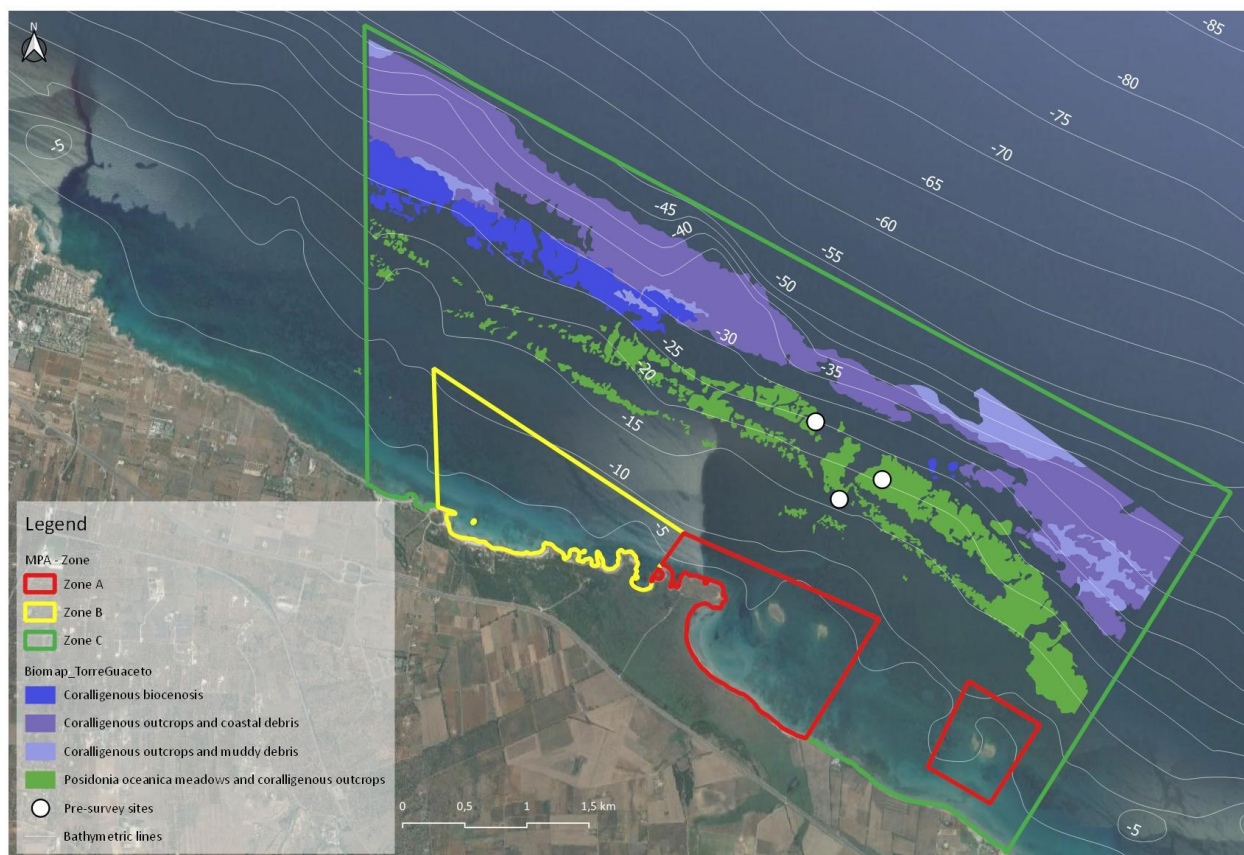 N
-85
-80
-75
-70
-65
-60
-55
-50
-45
-40
-35
-30
-25
-20
-15
-10
-5
-5
-5
Legend
MPA - Zone
Zone A
Zone B
Zone C
Biomap_TorreGuaceto
Coralligenous biocenosis
Coralligenous outcrops and coastal debris
Coralligenous outcrops and muddy debris
Posidonia oceanica meadows and coralligenous outcrops
Pre-survey sites
Bathymetric lines
0 0,5 1 1,5 km